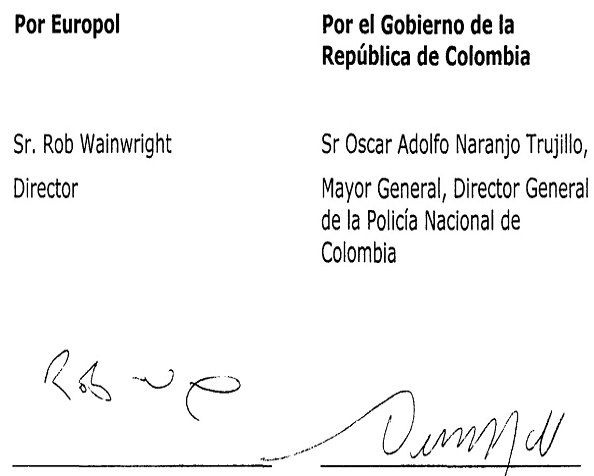 Por Europol
Sr. Rob Wainwright
Director
Rob
Por el Gobierno de la
República de Colombia
Sr Oscar Adolfo Naranjo Trujillo,
Mayor General, Director General
de la Policía Nacional de
Colombia